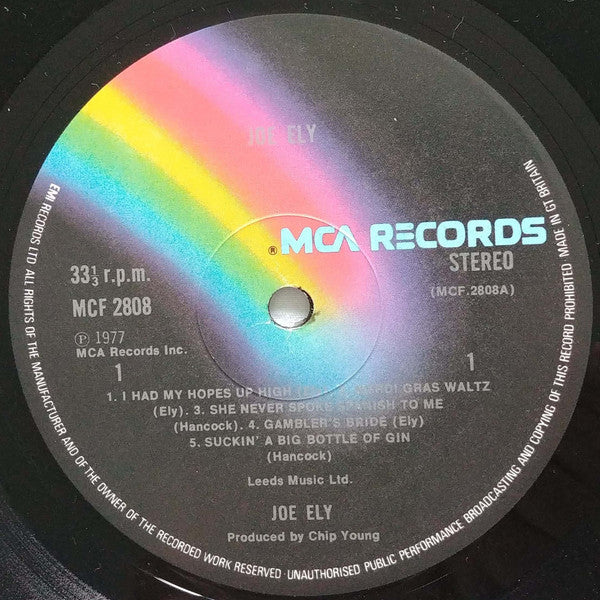 JOE ELY
® MCA RECORDS
33⅓ r.p.m.
STEREO
MCF 2808
(MCF.2808A)
Ⓟ 1977
MCA Records Inc.
1
1
1. I HAD MY HOPES UP HIGH GRAS WALTZ
(Ely). 3. SHE NEVER SPOKE SPANISH TO ME
(Hancock). 4. GAMBLER'S BRIDE (Ely)
5. SUCKIN' A BIG BOTTLE OF GIN
(Hancock)
Leeds Music Ltd.
JOE ELY
Produced by Chip Young
EMI RECORDS LTD ALL RIGHTS OF THE MANUFACTURER AND OF THE OWNER OF THE RECORDED WORK RESERVED · UNAUTHORISED PUBLIC PERFORMANCE BROADCASTING AND COPYING OF THIS RECORD PROHIBITED MADE IN GT BRITAIN